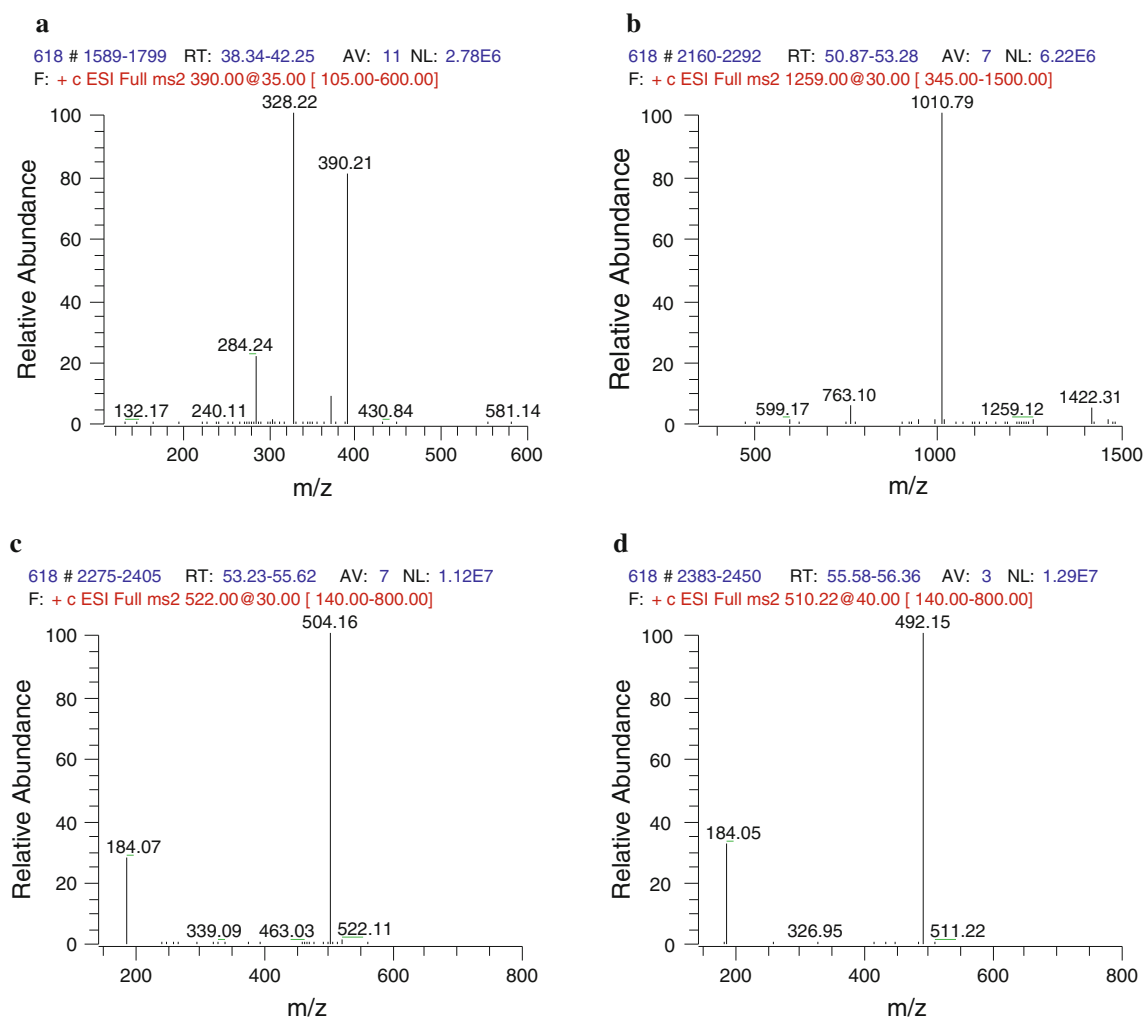 a
618 # 1589-1799 RT: 38.34-42.25 AV: 11 NL: 2.78E6
F: + c ESI Full ms2 390.00@35.00 [ 105.00-600.00]
328.22
100
390.21
80
60
40
284.24
20
132.17 240.11 430.84 581.14
0
200 300 400 500 600
Relative Abundance
m/z
b
618 # 2160-2292 RT: 50.87-53.28 AV: 7 NL: 6.22E6
F: + c ESI Full ms2 1259.00@30.00 [ 345.00-1500.00]
1010.79
100
80
60
40
20
763.10 1422.31
599.17 1259.12
0
500 1000 1500
Relative Abundance
m/z
c
618 # 2275-2405 RT: 53.23-55.62 AV: 7 NL: 1.12E7
F: + c ESI Full ms2 522.00@30.00 [ 140.00-800.00]
504.16
100
80
60
40
184.07
20
339.09 463.03 522.11
0
200 400 600 800
Relative Abundance
m/z
d
618 # 2383-2450 RT: 55.58-56.36 AV: 3 NL: 1.29E7
F: + c ESI Full ms2 510.22@40.00 [ 140.00-800.00]
492.15
100
80
60
40
184.05
20
326.95 511.22
0
200 400 600 800
Relative Abundance
m/z